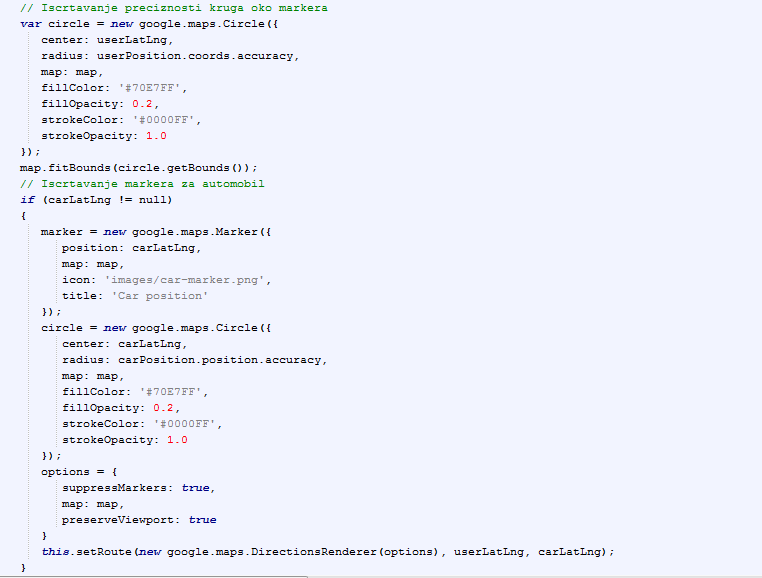 // Iscrtavanje preciznosti kruga oko markera
var circle = new google.maps.Circle({
center: userLatLng,
radius: userPosition.coords.accuracy,
map: map,
fillColor: '#70E7FF',
fillOpacity: 0.2,
strokeColor: '#0000FF',
strokeOpacity: 1.0
});
map.fitBounds(circle.getBounds());
// Iscrtavanje markera za automobil
if (carLatLng != null)
{
marker = new google.maps.Marker({
position: carLatLng,
map: map,
icon: 'images/car-marker.png',
title: 'Car position'
});
circle = new google.maps.Circle({
center: carLatLng,
radius: carPosition.position.accuracy,
map: map,
fillColor: '#70E7FF',
fillOpacity: 0.2,
strokeColor: '#0000FF',
strokeOpacity: 1.0
});
options = {
suppressMarkers: true,
map: map,
preserveViewport: true
}
this.setRoute(new google.maps.DirectionsRenderer(options), userLatLng, carLatLng);
}